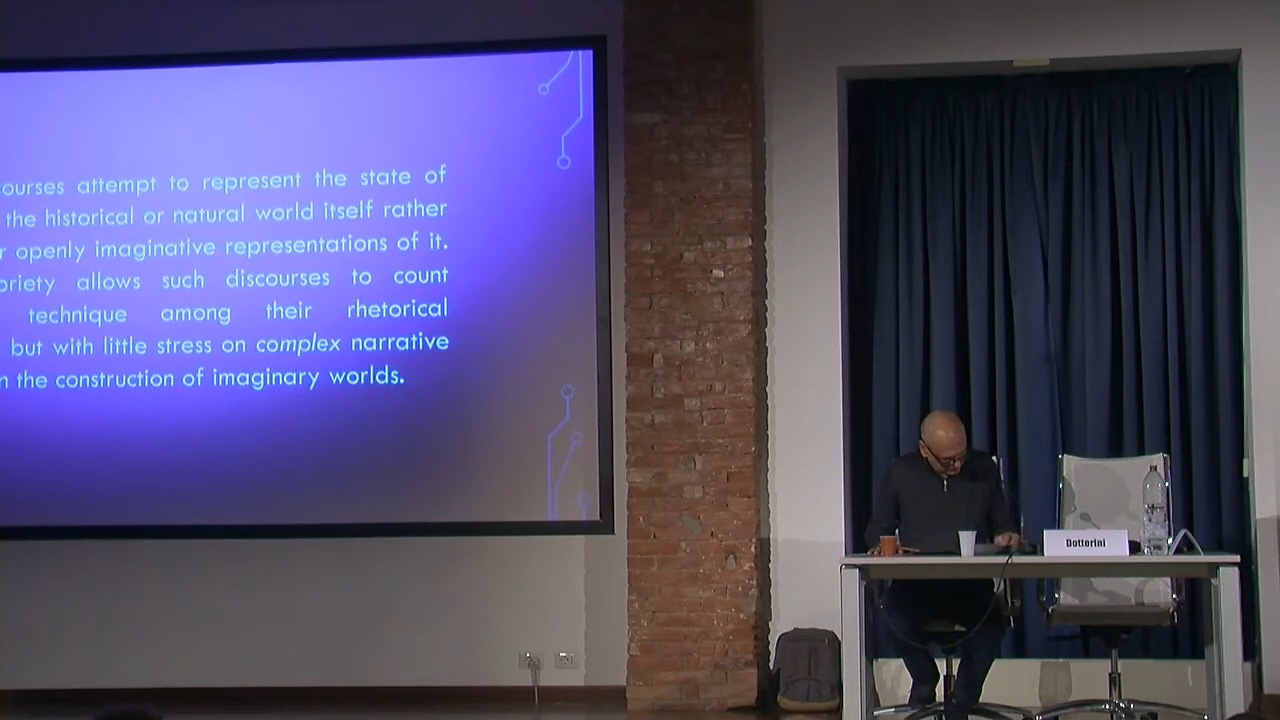 courses attempt to represent the state of
the historical or natural world itself rather
r openly imaginative representations of it.
oriety allows such discourses to count
technique among their rhetorical
but with little stress on complex narrative
n the construction of imaginary worlds.
Dottorini